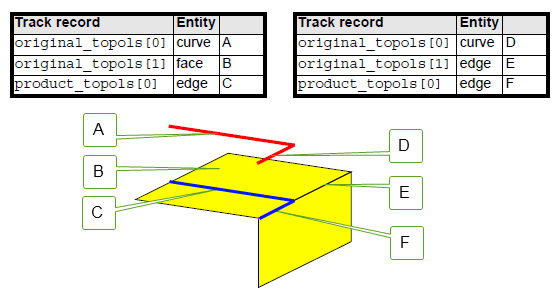 Track record Entity
original_topols[0] curve A
original_topols[1] face B
product_topols[0] edge C
Track record Entity
original_topols[0] curve D
original_topols[1] edge E
product_topols[0] edge F
A
B
C
D
E
F